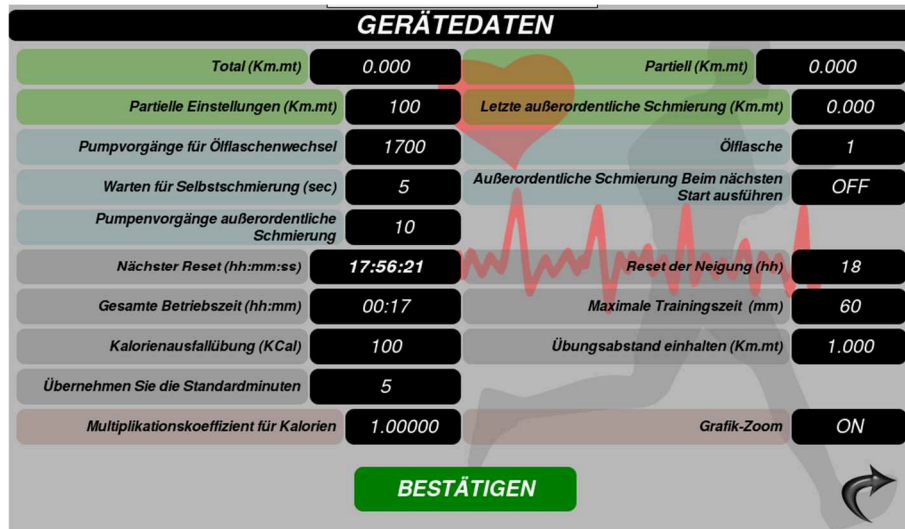 GERÄTEDATEN
Total (Km.mt) 0.000 Partiell (Km.mt) 0.000
Partielle Einstellungen (Km.mt) 100 Letzte außerordentliche Schmierung (Km.mt) 0.000
Pumpvorgänge für Ölflaschenwechsel 1700 Ölflasche 1
Warten für Selbstschmierung (sec) 5 Außerordentliche Schmierung Beim nächsten
Start ausführen OFF
Pumpenvorgänge außerordentliche
Schmierung 10
Nächster Reset (hh:mm:ss) 17:56:21 Reset der Neigung (hh) 18
Gesamte Betriebszeit (hh:mm) 00:17 Maximale Trainingszeit (mm) 60
Kalorienausfallübung (KCal) 100 Übungsabstand einhalten (Km.mt) 1.000
Übernehmen Sie die Standardminuten 5
Multiplikationskoeffizient für Kalorien 1.00000 Grafik-Zoom ON
BESTÄTIGEN